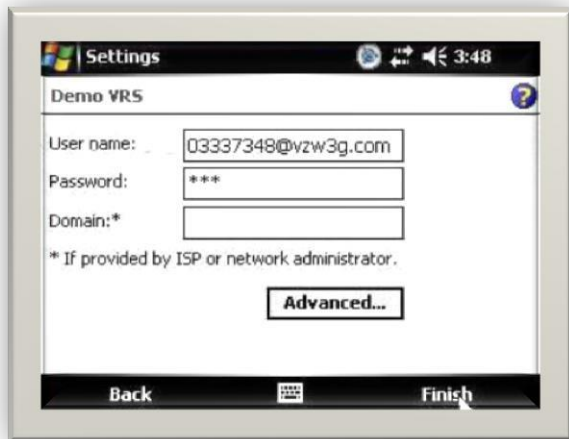 Settings 3:48
Demo VRS
User name: 03337348@vzw3g.com
Password: ***
Domain:*
* If provided by ISP or network administrator.
Advanced...
Back Finish